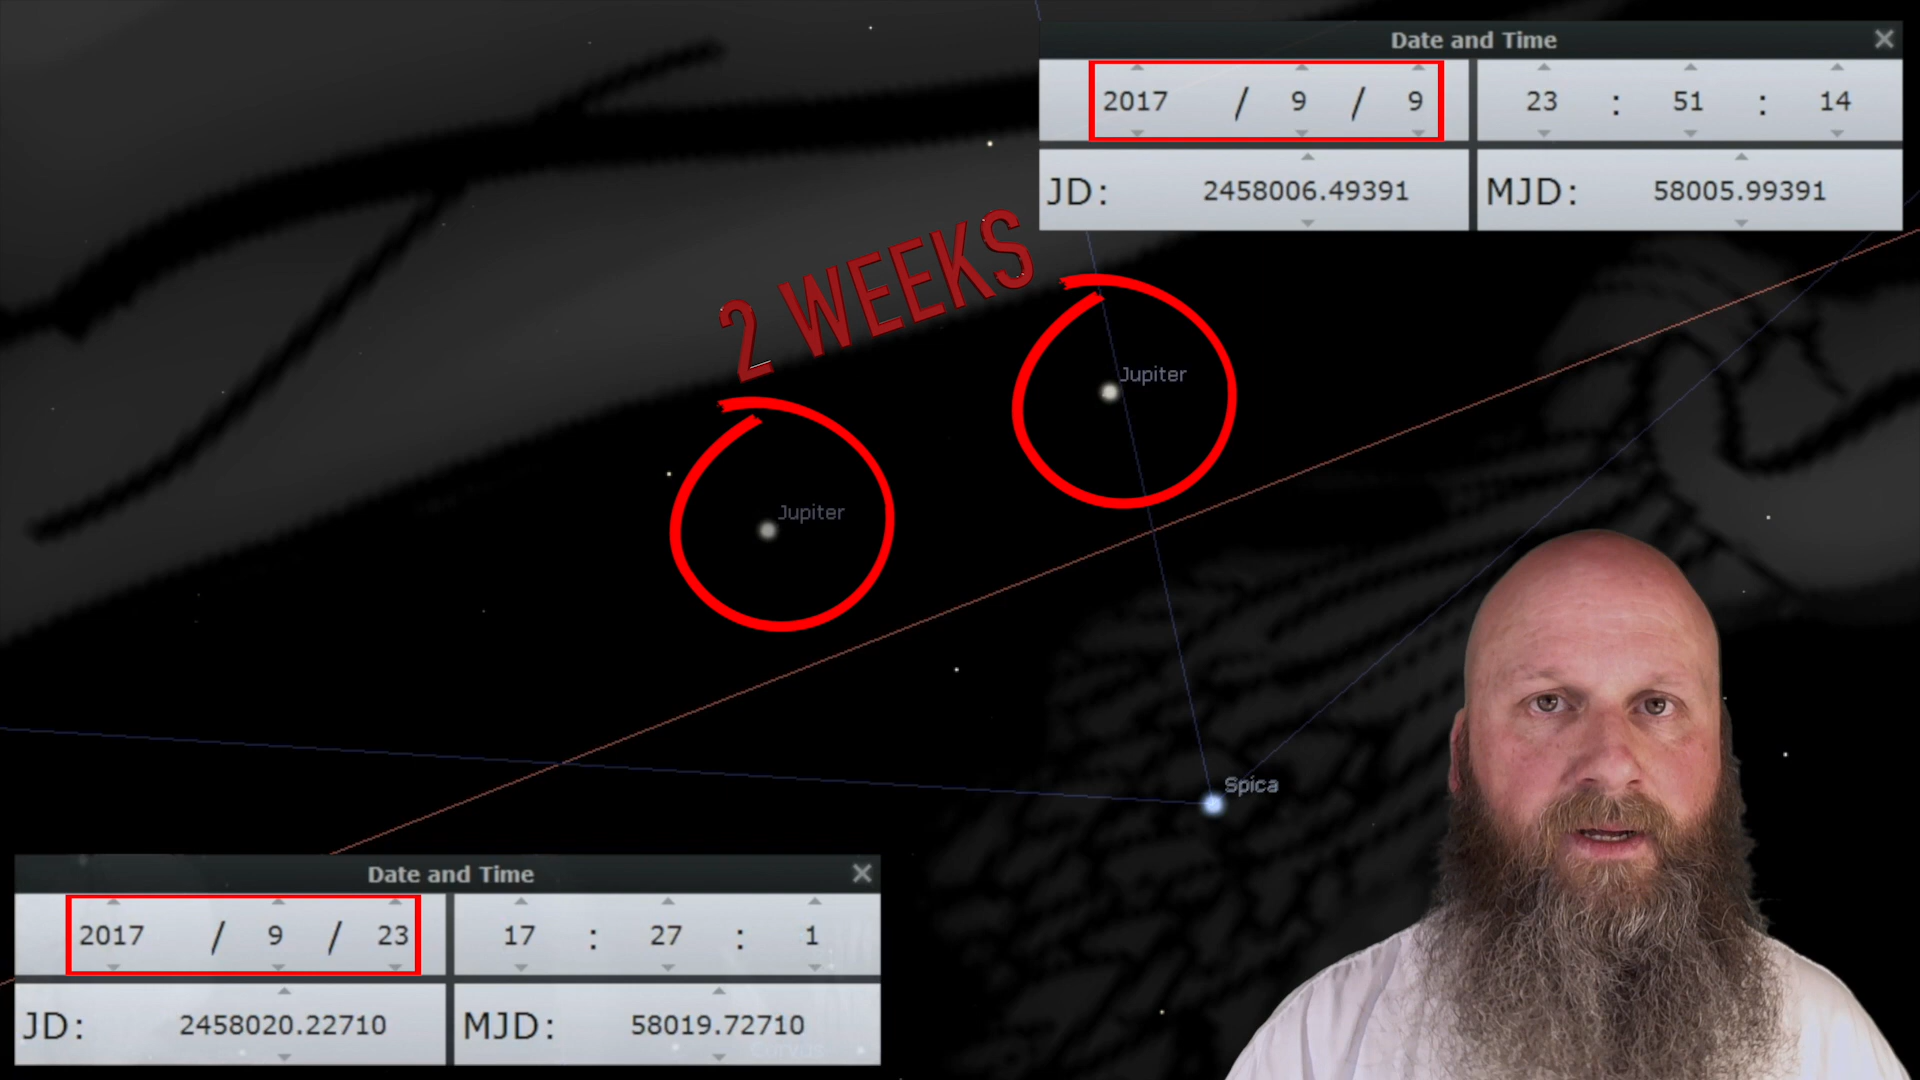 Date and Time
2017 / 9 / 9
23 : 51 : 14
JD: 2458006.49391
MJD: 58005.99391
2 WEEKS
Jupiter
Jupiter
Spica
Date and Time
2017 / 9 / 23
17 : 27 : 1
JD: 2458020.22710
MJD: 58019.72710
Corvus